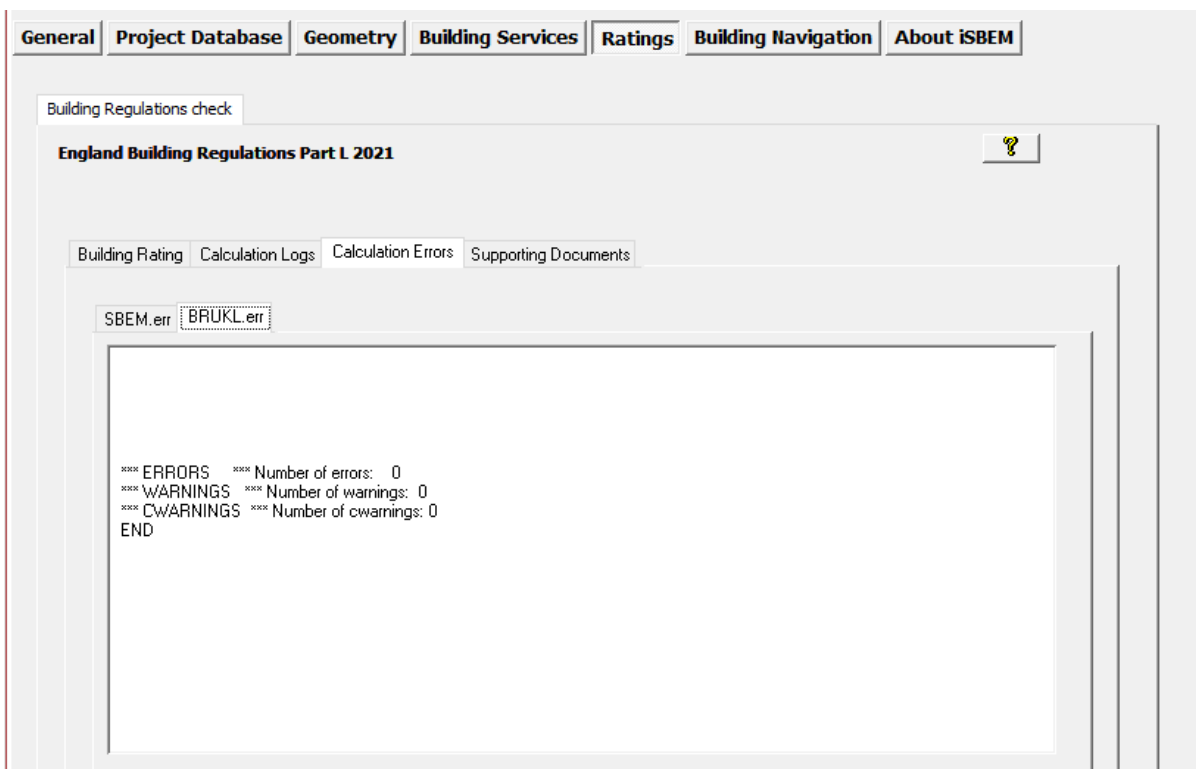 General Project Database Geometry Building Services Ratings Building Navigation About iSBEM
Building Regulations check
England Building Regulations Part L 2021
?
Building Rating Calculation Logs Calculation Errors Supporting Documents
SBEM.err BRUKL.err
*** ERRORS *** Number of errors: 0
*** WARNINGS *** Number of warnings: 0
*** CWARNINGS *** Number of cwarnings: 0
END